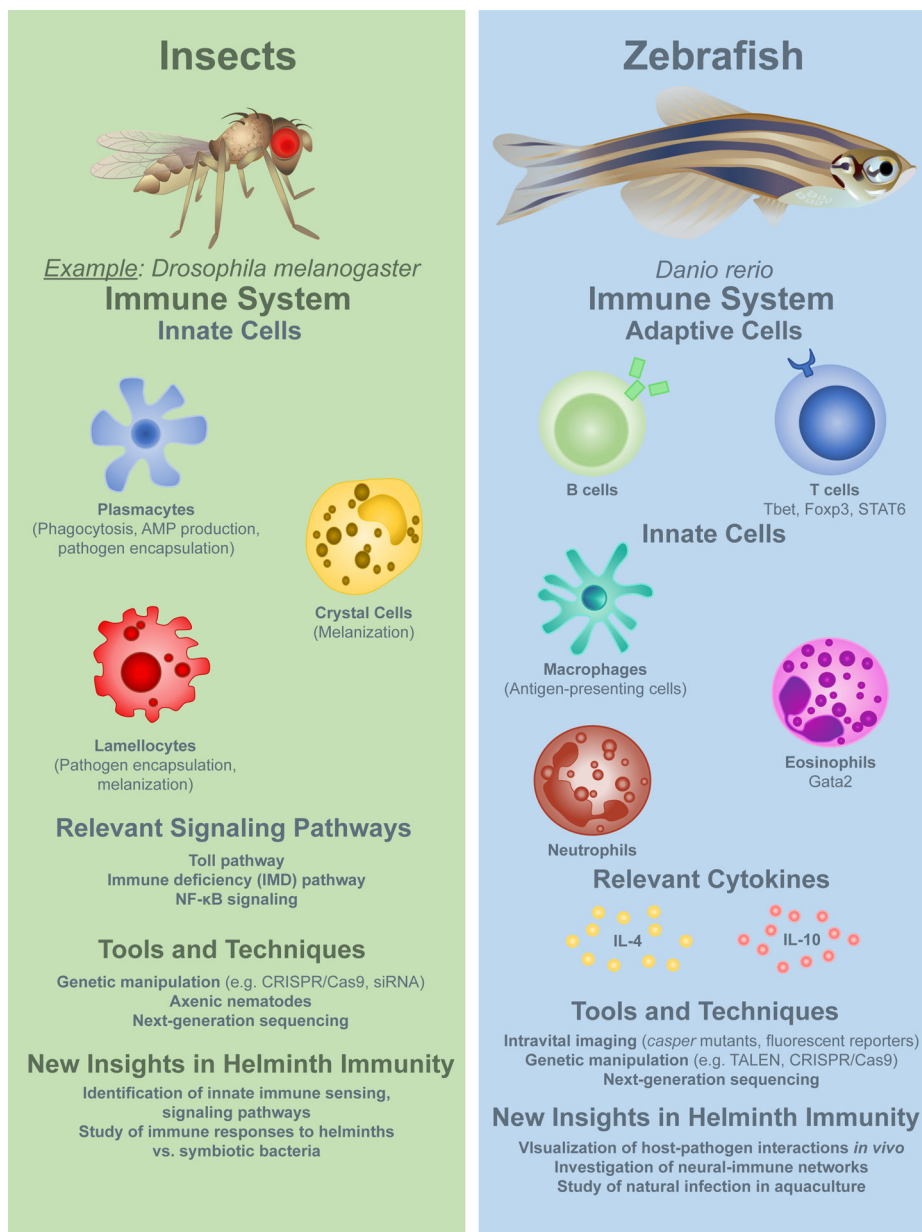 Insects
Example: Drosophila melanogaster
Immune System
Innate Cells
Plasmacytes
(Phagocytosis, AMP production,
pathogen encapsulation)
Crystal Cells
(Melanization)
Lamellocytes
(Pathogen encapsulation,
melanization)
Relevant Signaling Pathways
Toll pathway
Immune deficiency (IMD) pathway
NF-κB signaling
Tools and Techniques
Genetic manipulation (e.g. CRISPR/Cas9, siRNA)
Axenic nematodes
Next-generation sequencing
New Insights in Helminth Immunity
Identification of innate immune sensing,
signaling pathways
Study of immune responses to helminths
vs. symbiotic bacteria
Zebrafish
Danio rerio
Immune System
Adaptive Cells
B cells
T cells
Tbet, Foxp3, STAT6
Innate Cells
Macrophages
(Antigen-presenting cells)
Eosinophils
Gata2
Neutrophils
Relevant Cytokines
IL-4
IL-10
Tools and Techniques
Intravital imaging (casper mutants, fluorescent reporters)
Genetic manipulation (e.g. TALEN, CRISPR/Cas9)
Next-generation sequencing
New Insights in Helminth Immunity
VIsualization of host-pathogen interactions in vivo
Investigation of neural-immune networks
Study of natural infection in aquaculture